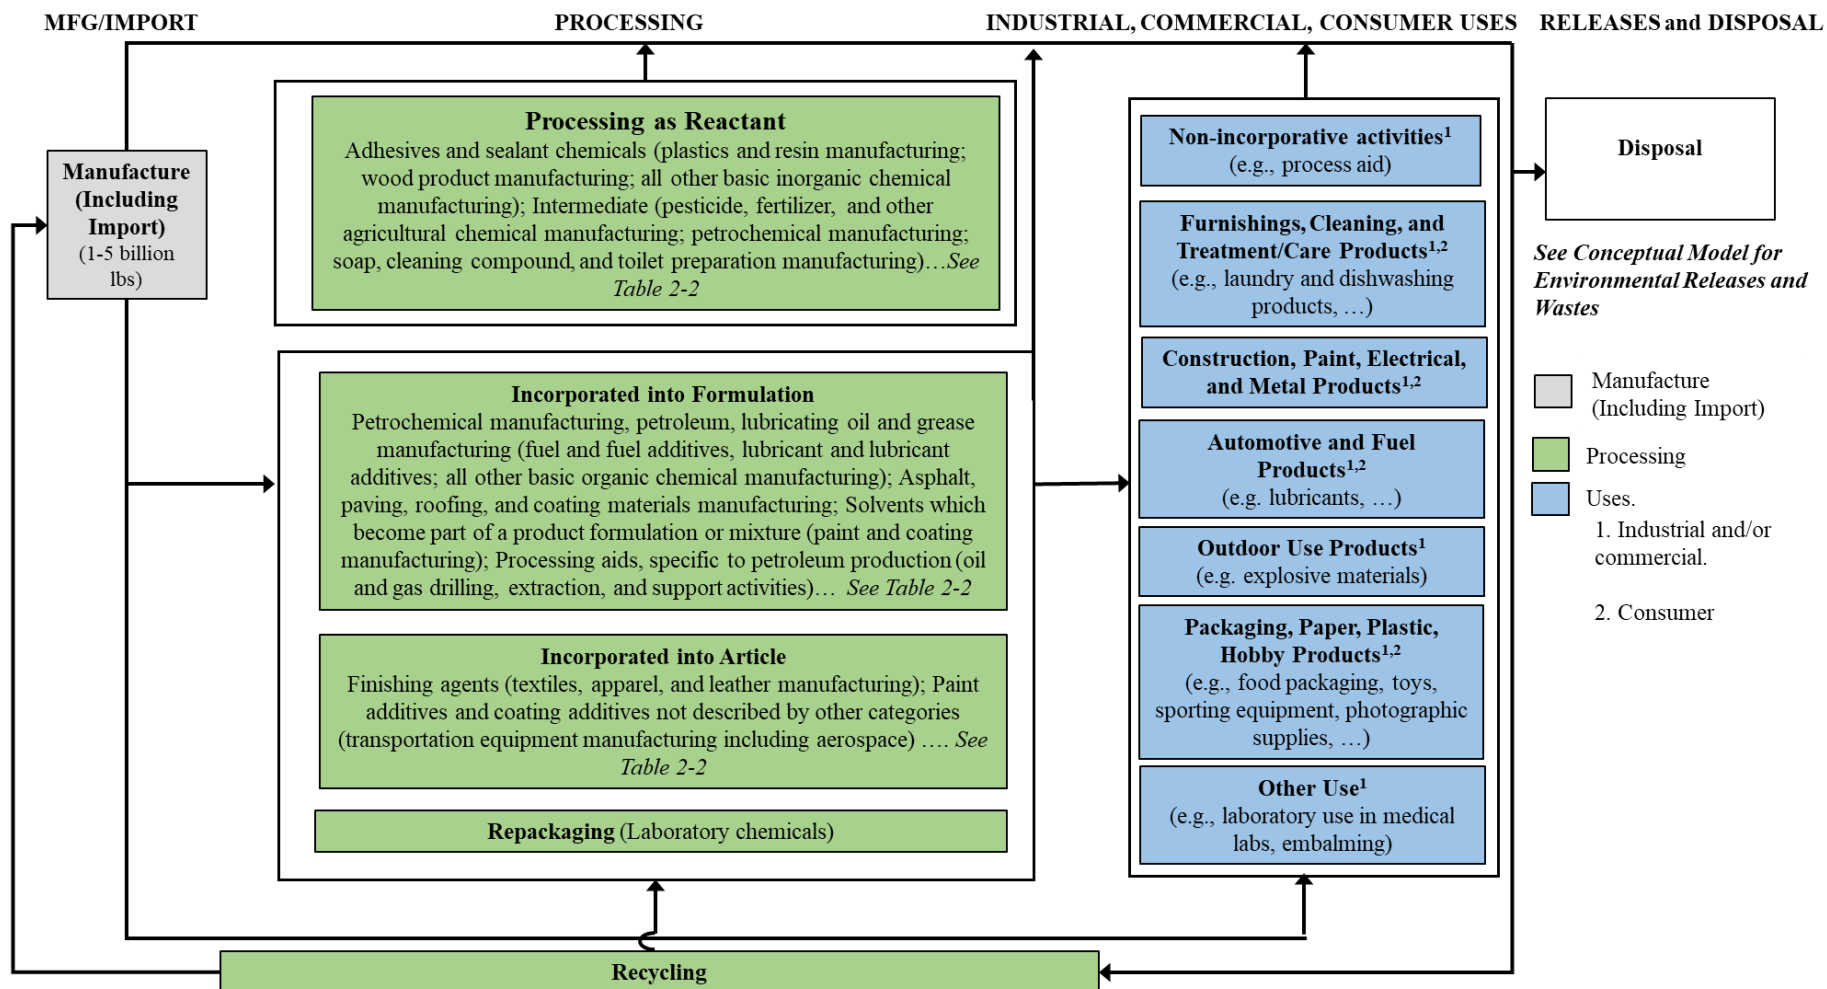 MFG/IMPORT
PROCESSING
INDUSTRIAL, COMMERCIAL, CONSUMER USES
RELEASES and DISPOSAL
Manufacture
(Including
Import)
(1-5 billion
lbs)
Processing as Reactant
Adhesives and sealant chemicals (plastics and resin manufacturing;
wood product manufacturing; all other basic inorganic chemical
manufacturing); Intermediate (pesticide, fertilizer, and other
agricultural chemical manufacturing; petrochemical manufacturing;
soap, cleaning compound, and toilet preparation manufacturing)…See
Table 2-2
Incorporated into Formulation
Petrochemical manufacturing, petroleum, lubricating oil and grease
manufacturing (fuel and fuel additives, lubricant and lubricant
additives; all other basic organic chemical manufacturing); Asphalt,
paving, roofing, and coating materials manufacturing; Solvents which
become part of a product formulation or mixture (paint and coating
manufacturing); Processing aids, specific to petroleum production (oil
and gas drilling, extraction, and support activities)… See Table 2-2
Incorporated into Article
Finishing agents (textiles, apparel, and leather manufacturing); Paint
additives and coating additives not described by other categories
(transportation equipment manufacturing including aerospace) …. See
Table 2-2
Repackaging (Laboratory chemicals)
Recycling
Non-incorporative activities¹
(e.g., process aid)
Furnishings, Cleaning, and
Treatment/Care Products¹,²
(e.g., laundry and dishwashing
products, …)
Construction, Paint, Electrical,
and Metal Products¹,²
Automotive and Fuel
Products¹,²
(e.g. lubricants, …)
Outdoor Use Products¹
(e.g. explosive materials)
Packaging, Paper, Plastic,
Hobby Products¹,²
(e.g., food packaging, toys,
sporting equipment, photographic
supplies, …)
Other Use¹
(e.g., laboratory use in medical
labs, embalming)
Disposal
See Conceptual Model for
Environmental Releases and
Wastes
Manufacture
(Including Import)
Processing
Uses.
1. Industrial and/or
commercial.
2. Consumer